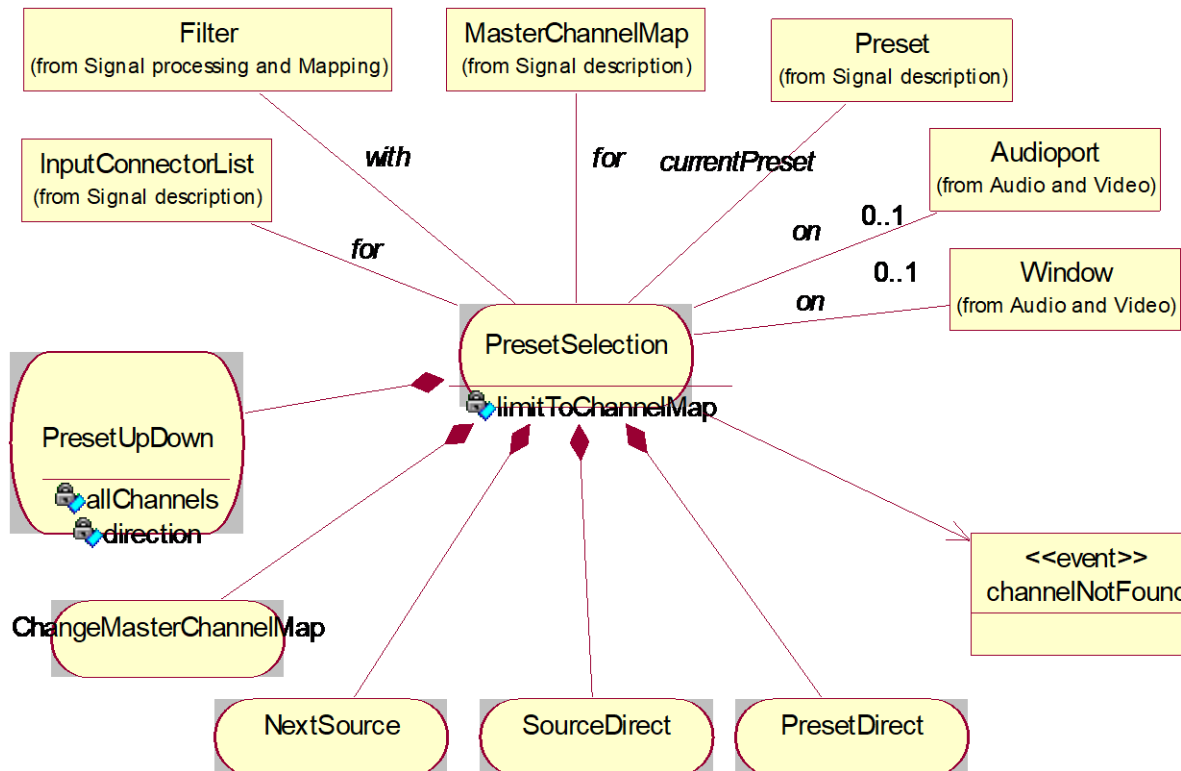 Filter
(from Signal processing and Mapping)
MasterChannelMap
(from Signal description)
Preset
(from Signal description)
InputConnectorList
(from Signal description)
Audioport
(from Audio and Video)
with
for
currentPreset
for
on
0..1
Window
(from Audio and Video)
0..1
on
PresetSelection
limitToChannelMap
PresetUpDown
allChannels
direction
<<event>>
channelNotFound
ChangeMasterChannelMap
NextSource
SourceDirect
PresetDirect